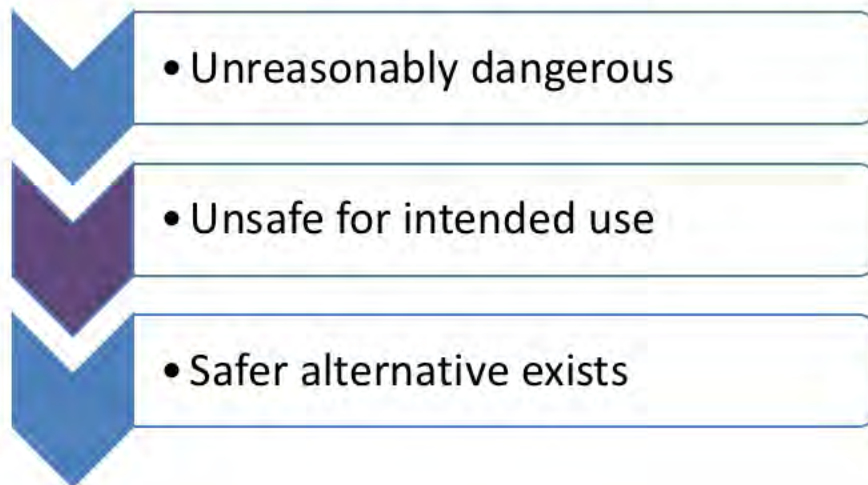 • Unreasonably dangerous
• Unsafe for intended use
• Safer alternative exists